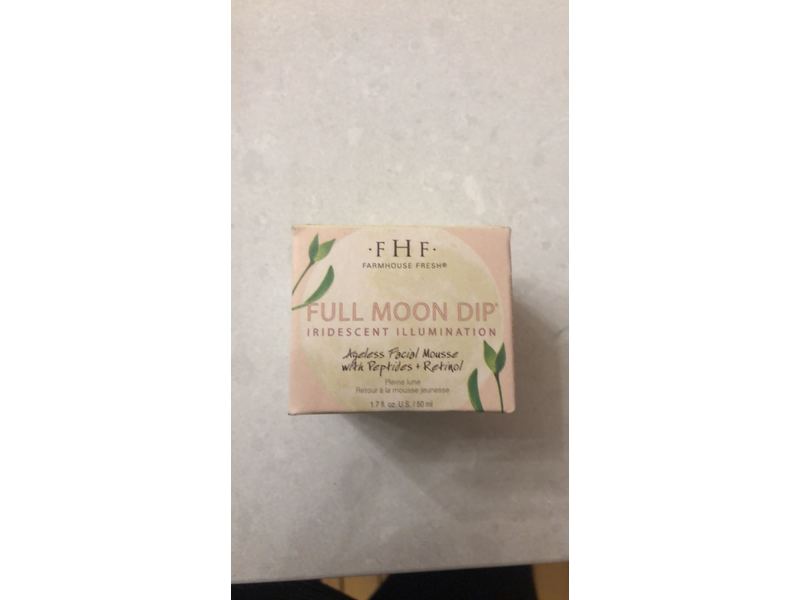 ·FHF·
FARMHOUSE FRESH®
FULL MOON DIP®
IRIDESCENT ILLUMINATION
Ageless Facial Mousse
with Peptides + Retinol
Pleine lune
Retour à la mousse jeunesse
1.7 fl. oz. U.S. / 50 ml